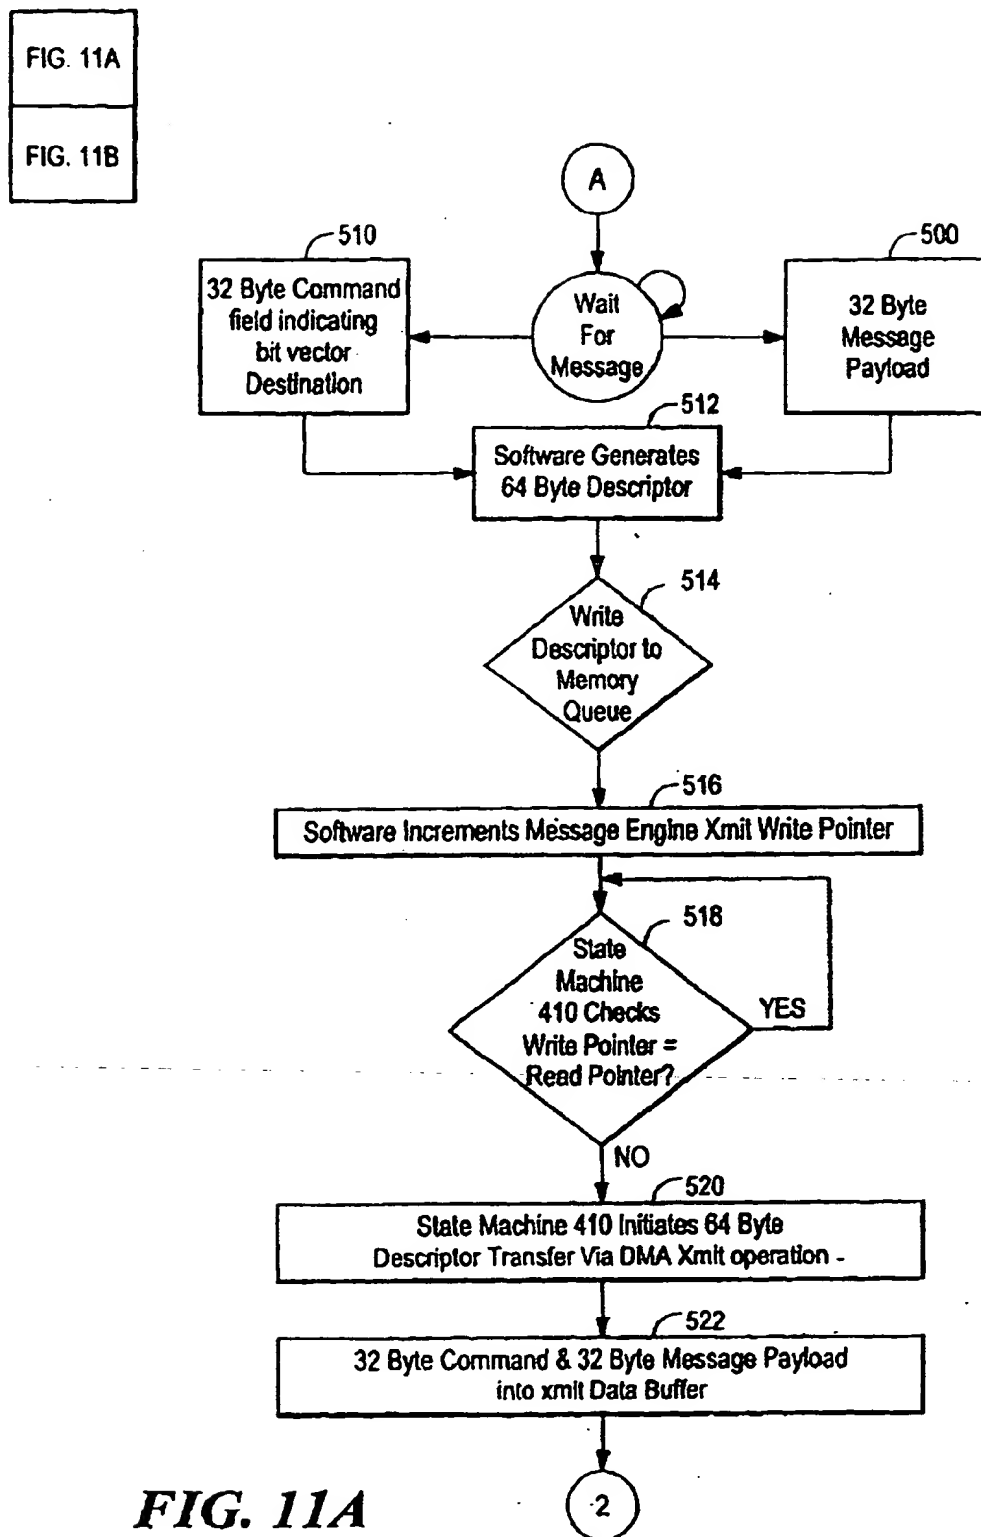 FIG. 11A
FIG. 11B
A
510
32 Byte Command
field indicating
bit vector
Destination
Wait
For
Message
500
32 Byte
Message
Payload
512
Software Generates
64 Byte Descriptor
514
Write
Descriptor to
Memory
Queue
516
Software Increments Message Engine Xmit Write Pointer
518
State
Machine
410 Checks
Write Pointer =
Read Pointer?
YES
NO
520
State Machine 410 Initiates 64 Byte
Descriptor Transfer Via DMA Xmit operation
522
32 Byte Command & 32 Byte Message Payload
into xmit Data Buffer
2
FIG. 11A